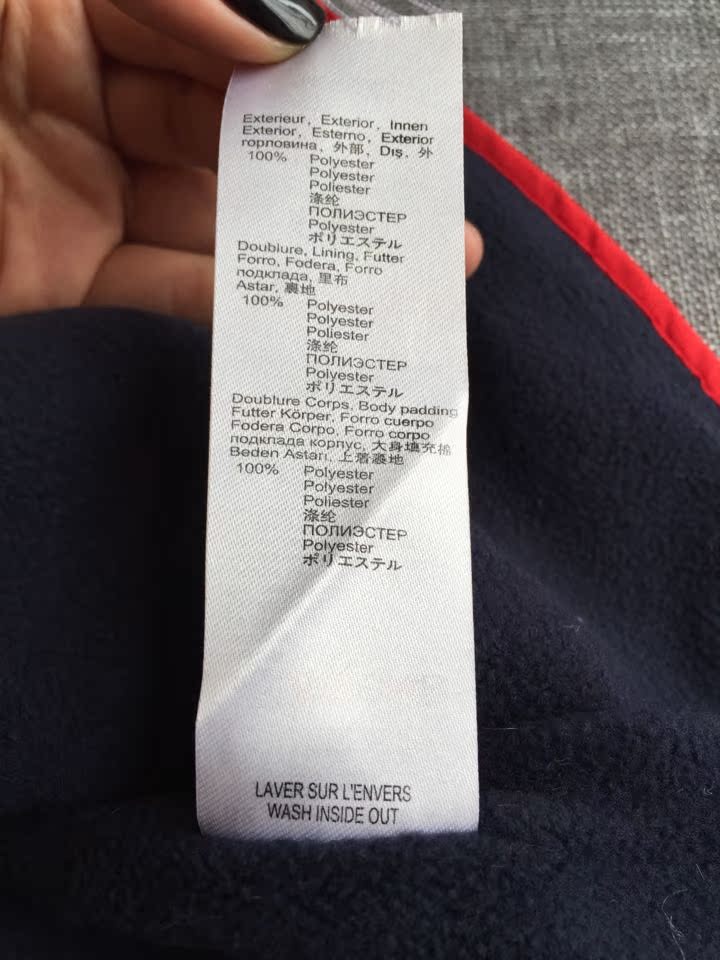 Exterieur, Exterior, Innen
Exterior, Esterno, Exterior
горловина、外部、Dış、外
100% Polyester
Polyester
Poliester
涤纶
ПОЛИЭСТЕР
Polyester
ポリエステル
Doublure, Lining, Futter
Forro, Fodera, Forro
подклада, 里布
Astar, 裏地
100% Polyester
Polyester
Poliester
涤纶
ПОЛИЭСТЕР
Polyester
ポリエステル
Doublure Corps, Body padding
Futter Körper, Forro cuerpo
Fodera Corpo, Forro corpo
подклада корпус, 大身填充棉
Beden Astarı, 上着裏地
100% Polyester
Polyester
Poliester
涤纶
ПОЛИЭСТЕР
Polyester
ポリエステル
LAVER SUR L'ENVERS
WASH INSIDE OUT